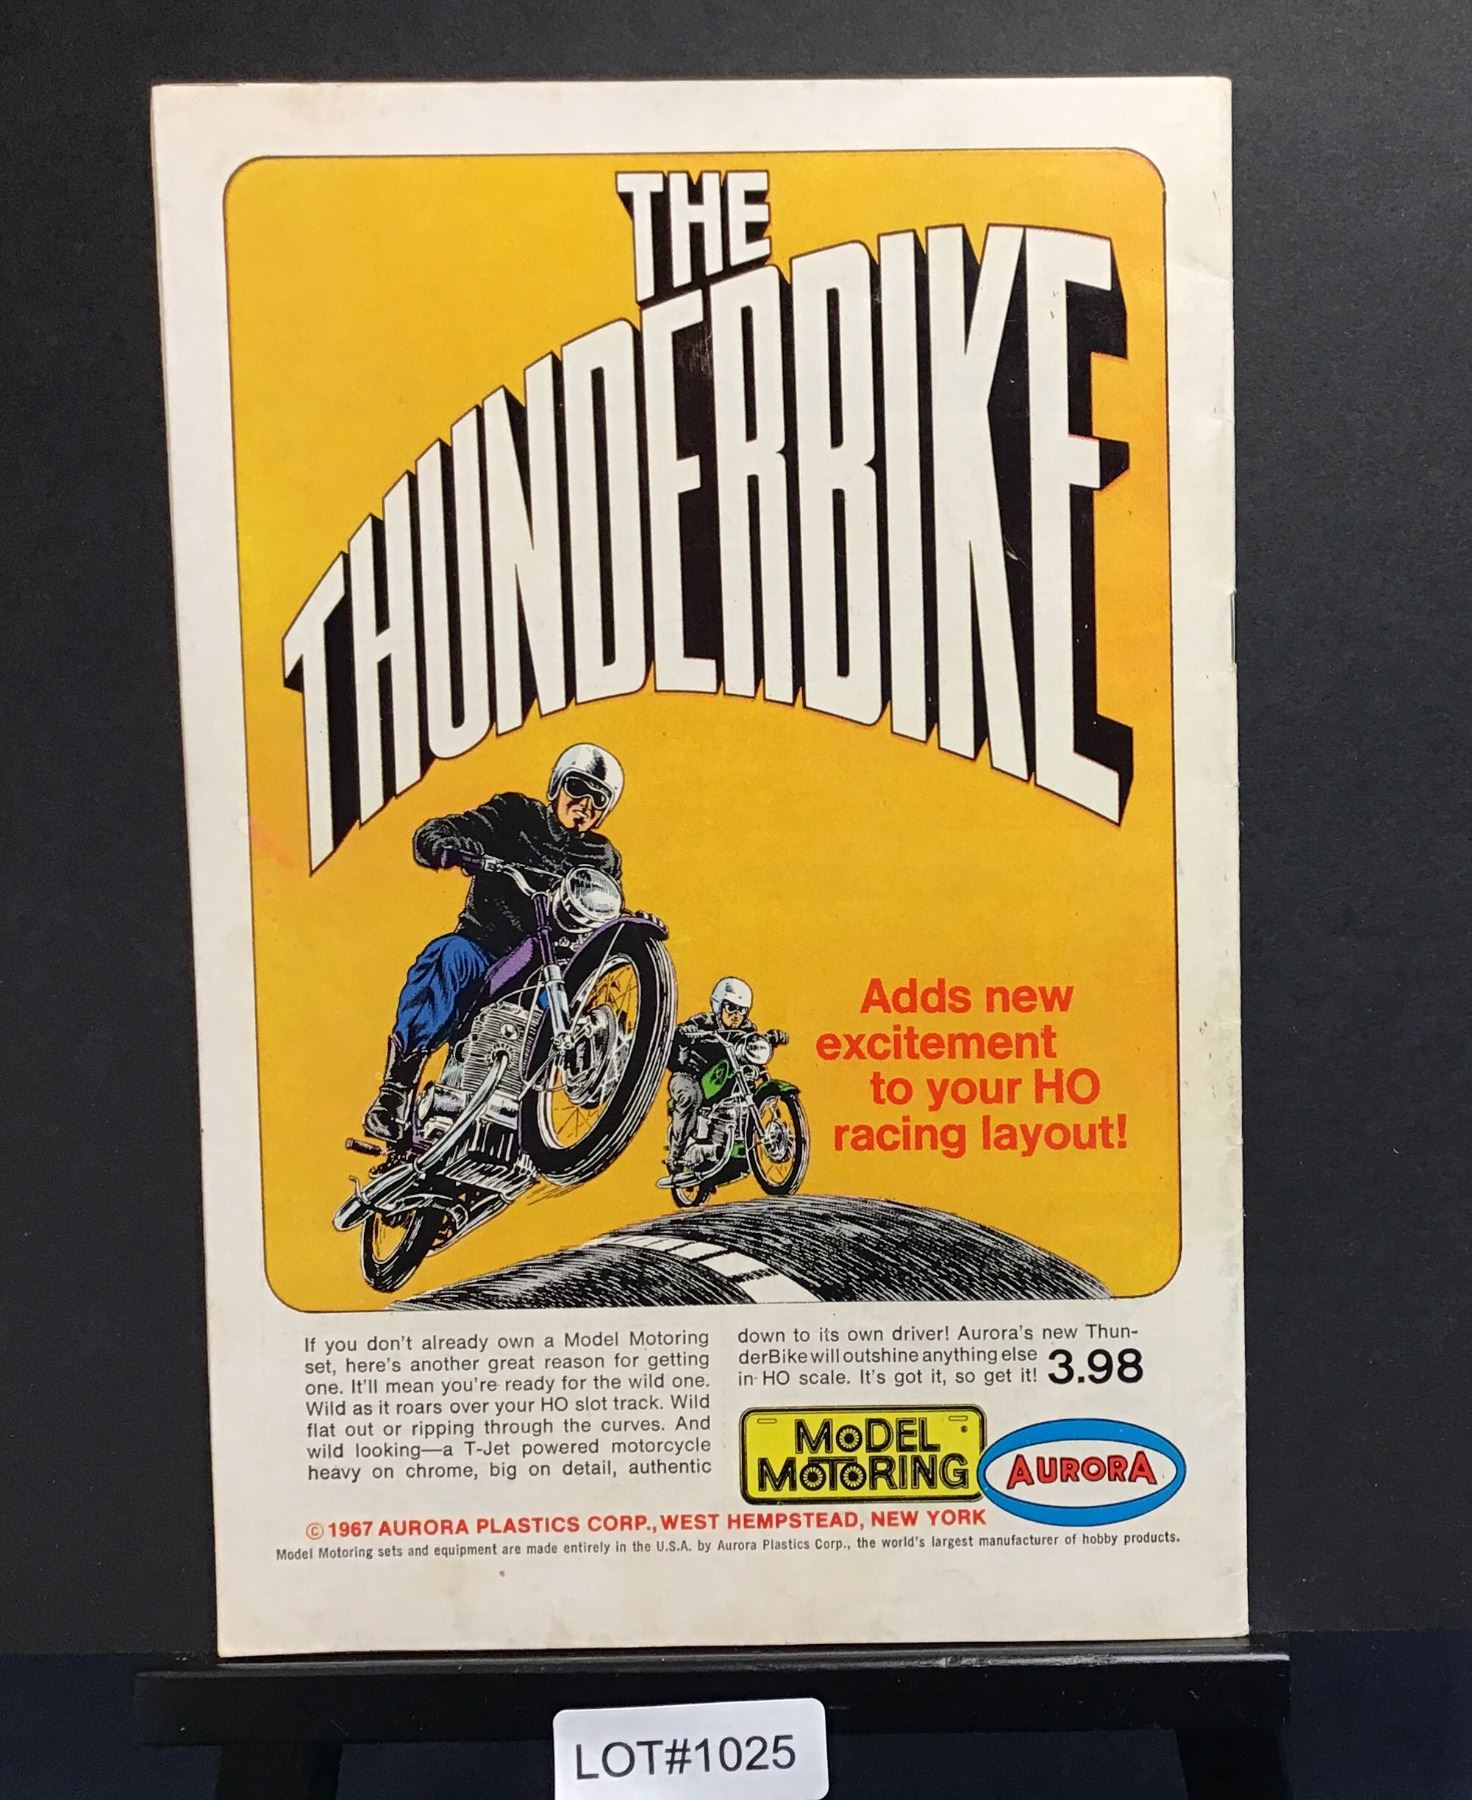 THE
THUNDERBIKE
Adds new
excitement
to your HO
racing layout!
If you don't already own a Model Motoring
set, here's another great reason for getting
one. It'll mean you're ready for the wild one.
Wild as it roars over your HO slot track. Wild
flat out or ripping through the curves. And
wild looking—a T-Jet powered motorcycle
heavy on chrome, big on detail, authentic
down to its own driver! Aurora's new Thun-
derBike will outshine anything else
in HO scale. It's got it, so get it! 3.98
MODEL
MOTORING
AURORA
© 1967 AURORA PLASTICS CORP., WEST HEMPSTEAD, NEW YORK
Model Motoring sets and equipment are made entirely in the U.S.A. by Aurora Plastics Corp., the world's largest manufacturer of hobby products.
LOT#1025